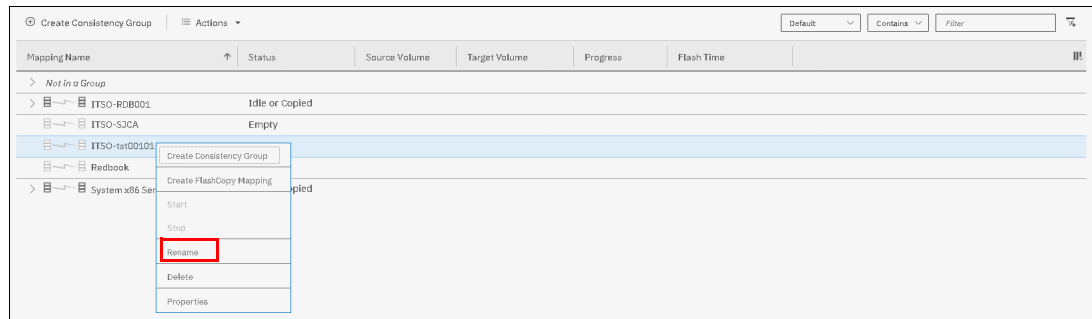 Create Consistency Group Actions Default Contains Filter
Mapping Name Status Source Volume Target Volume Progress Flash Time
Not in a Group
ITSO-RDB001 Idle or Copied
ITSO-SJCA Empty
ITSO-tst00101
Create Consistency Group
Redbook
Create FlashCopy Mapping
System x86 Ser opied
Start
Stop
Rename
Delete
Properties